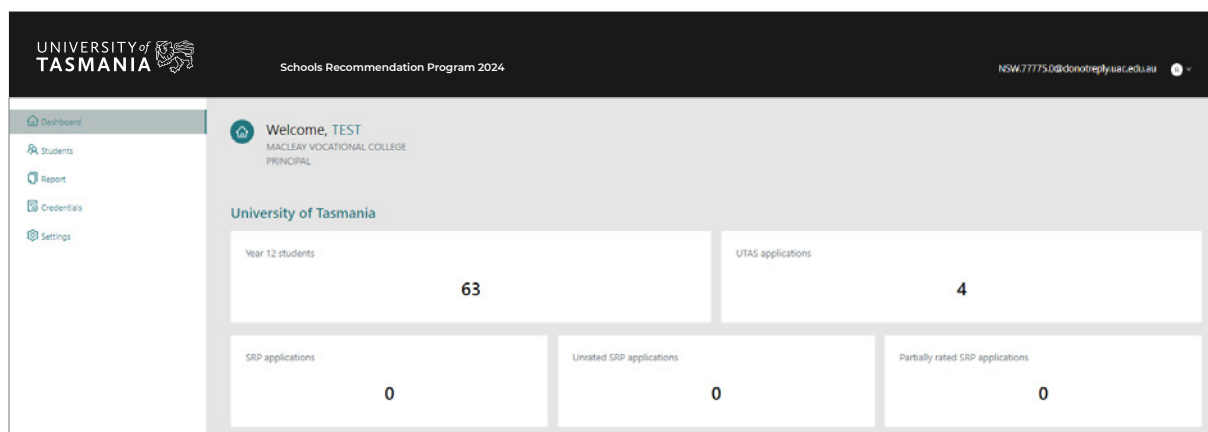 UNIVERSITY of
TASMANIA
Schools Recommendation Program 2024
NSW.77775.0@donotreply.uac.edu.au
Dashboard
Students
Report
Credentials
Settings
Welcome, TEST
MACLEAY VOCATIONAL COLLEGE
PRINCIPAL
University of Tasmania
Year 12 students
63
UTAS applications
4
SRP applications
0
Unrated SRP applications
0
Partially rated SRP applications
0